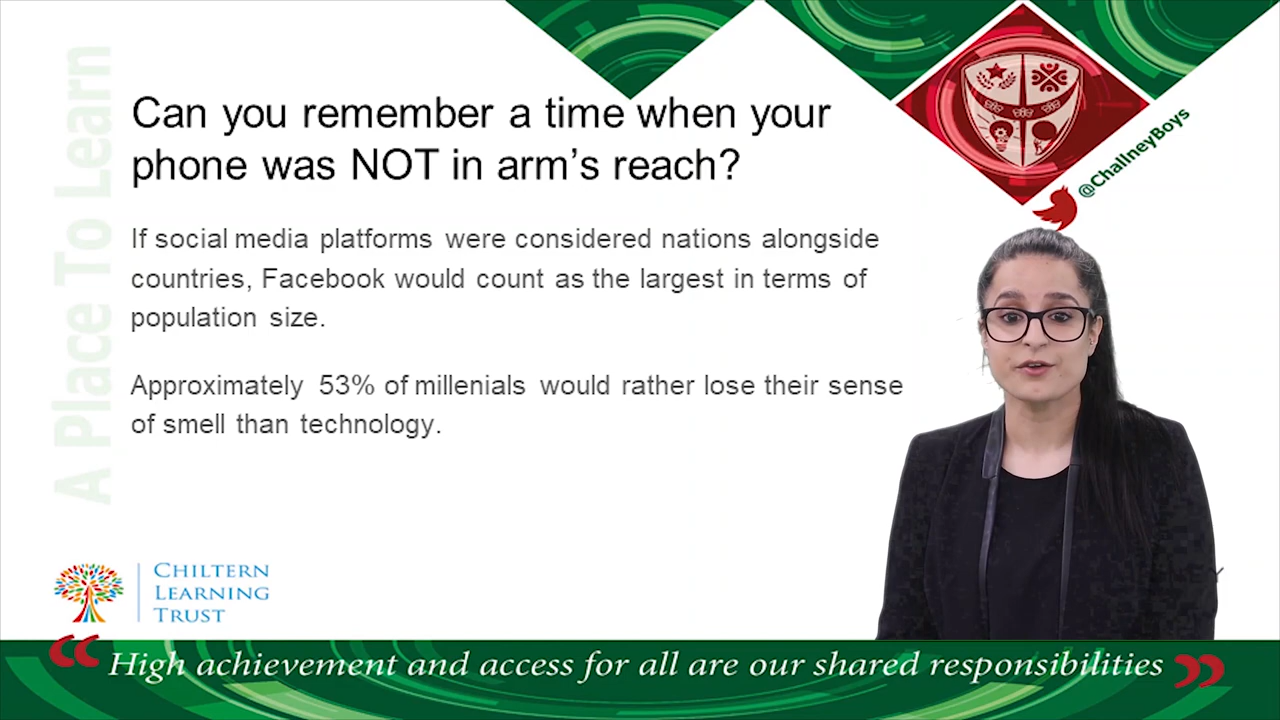 Can you remember a time when your
phone was NOT in arm's reach?
If social media platforms were considered nations alongside
countries, Facebook would count as the largest in terms of
population size.
Approximately 53% of millenials would rather lose their sense
of smell than technology.
A Place To Learn
@ChallneyBoys
CHILTERN
LEARNING
TRUST
“High achievement and access for all are our shared responsibilities”